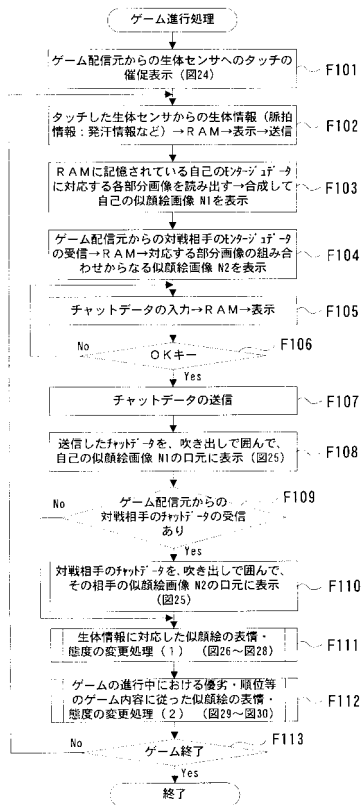 ゲーム進行処理
ゲーム配信元からの生体センサへのタッチの
催促表示（図24）
F101
タッチした生体センサからの生体情報（脈拍
情報：発汗情報など）→RAM→表示→送信
F102
RAMに記憶されている自己のモンタージュデータ
に対応する各部分画像を読み出す→合成して
自己の似顔絵画像 N1を表示
F103
ゲーム配信元からの対戦相手のモンタージュデータ
の受信→RAM→対応する部分画像の組み合
わせからなる似顔絵画像 N2を表示
F104
チャットデータの入力→RAM→表示
F105
No
OKキー
F106
Yes
チャットデータの送信
F107
送信したチャットデータを、吹き出しで囲んで、
自己の似顔絵画像 N1の口元に表示（図25）
F108
No
ゲーム配信元からの
対戦相手のチャットデータの受信
あり
F109
Yes
対戦相手のチャットデータを、吹き出しで囲んで、
その相手の似顔絵画像 N2の口元に表示
（図25）
F110
生体情報に対応した似顔絵の表情・
態度の変更処理（1）（図26～図28）
F111
ゲームの進行中における優劣・順位等
のゲーム内容に従った似顔絵の表情・
態度の変更処理（2）（図29～図30）
F112
No
ゲーム終了
F113
Yes
終了